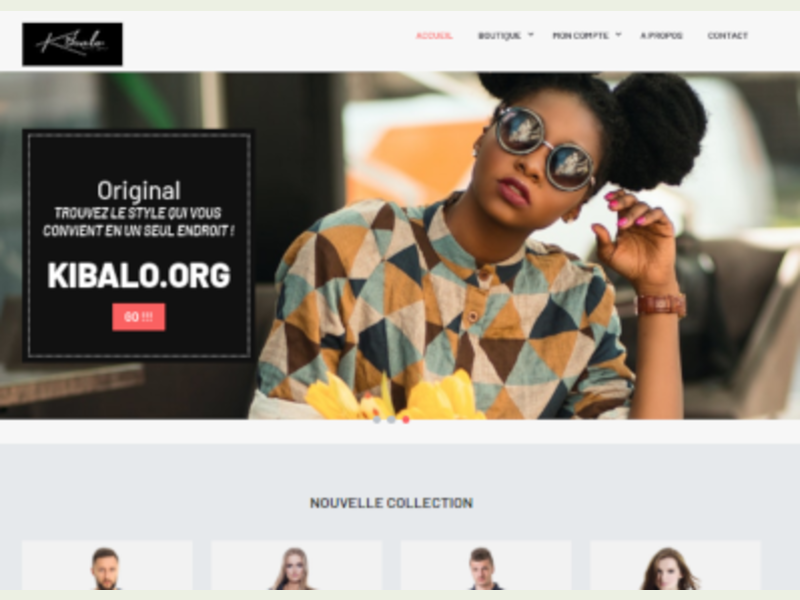 Kibalo
ACCUEIL BOUTIQUE MON COMPTE A PROPOS CONTACT
Original
TROUVEZ LE STYLE QUI VOUS
CONVIENT EN UN SEUL ENDROIT !
KIBALO.ORG
GO !!!
NOUVELLE COLLECTION